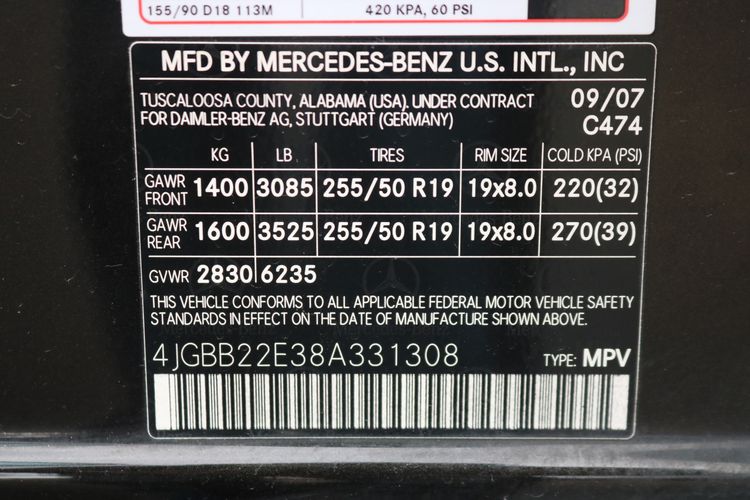 155/90 D18 113M 420 KPA, 60 PSI
MFD BY MERCEDES-BENZ U.S. INTL., INC
TUSCALOOSA COUNTY, ALABAMA (USA). UNDER CONTRACT 09/07
FOR DAIMLER-BENZ AG, STUTTGART (GERMANY) C474
KG LB TIRES RIM SIZE COLD KPA (PSI)
GAWR FRONT 1400 3085 255/50 R19 19x8.0 220(32)
GAWR REAR 1600 3525 255/50 R19 19x8.0 270(39)
GVWR 2830 6235
THIS VEHICLE CONFORMS TO ALL APPLICABLE FEDERAL MOTOR VEHICLE SAFETY
STANDARDS IN EFFECT ON THE DATE OF MANUFACTURE SHOWN ABOVE.
4JGBB22E38A331308 TYPE: MPV